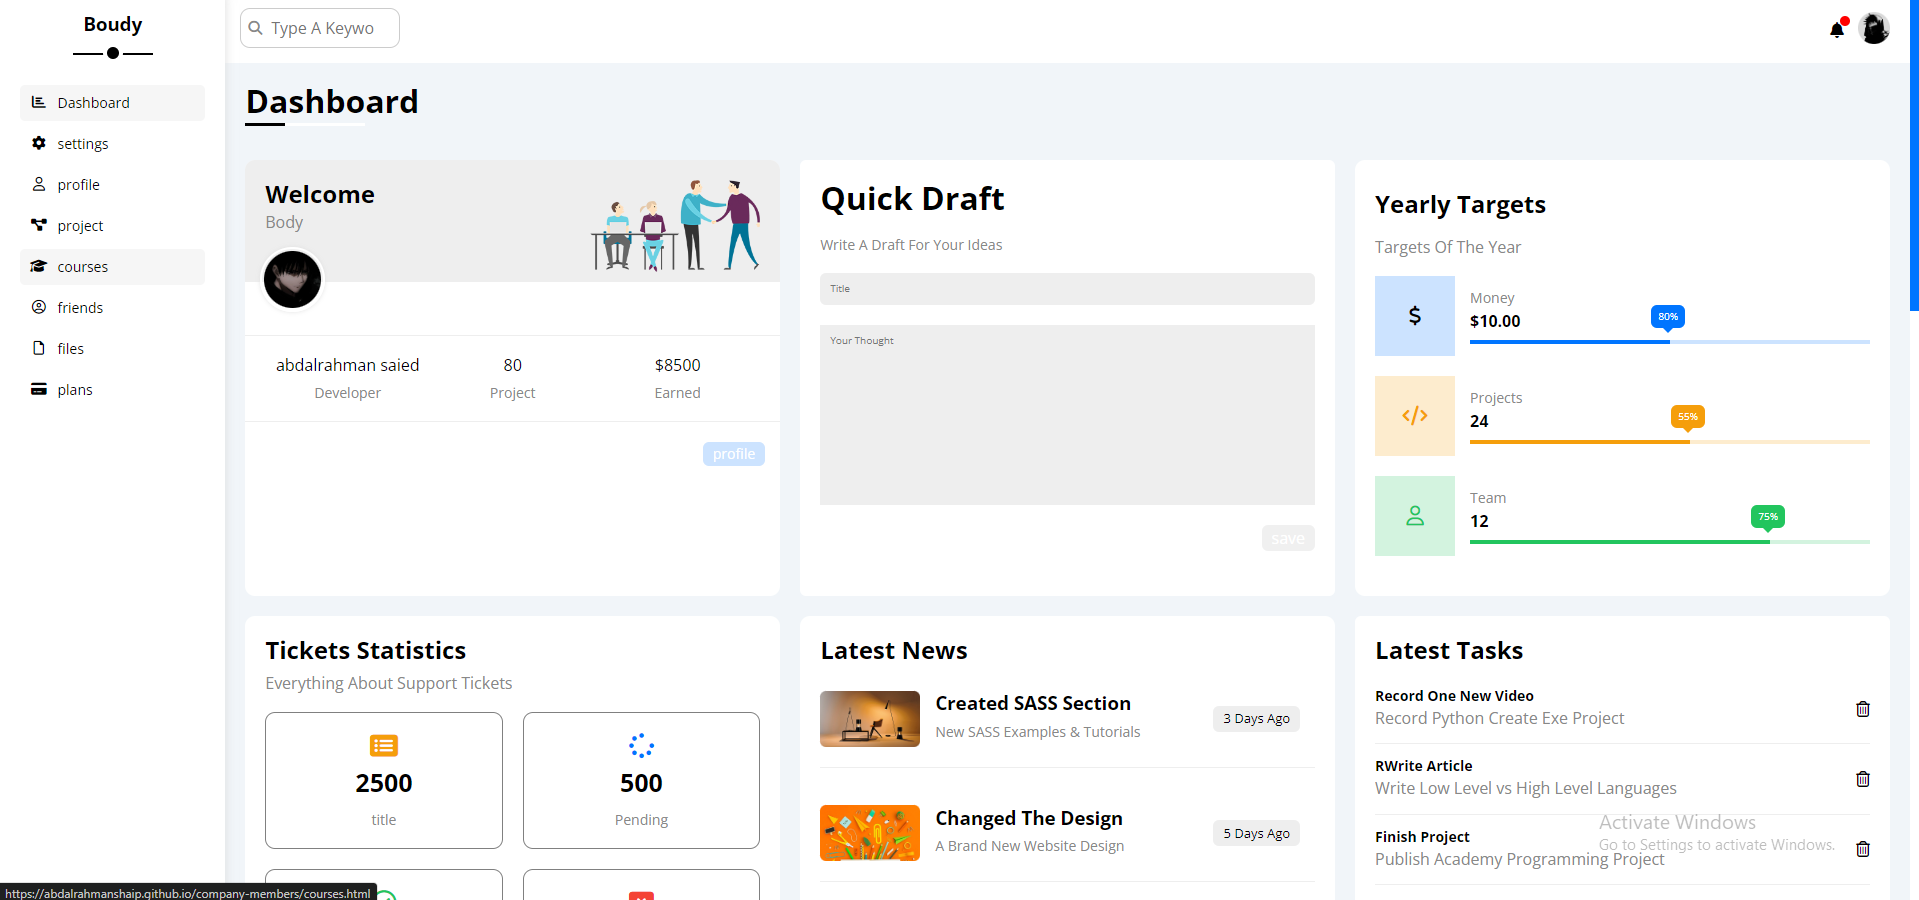 Boudy
Type A Keywo
Dashboard
settings
profile
project
courses
friends
files
plans
Dashboard
Welcome
Body
abdalrahman saied
Developer
80
Project
$8500
Earned
profile
Quick Draft
Write A Draft For Your Ideas
Title
Your Thought
save
Yearly Targets
Targets Of The Year
Money
$10.00
80%
Projects
24
55%
Team
12
75%
Tickets Statistics
Everything About Support Tickets
2500
title
500
Pending
Latest News
Created SASS Section
New SASS Examples & Tutorials
3 Days Ago
Changed The Design
A Brand New Website Design
5 Days Ago
Latest Tasks
Record One New Video
Record Python Create Exe Project
RWrite Article
Write Low Level vs High Level Languages
Finish Project
Publish Academy Programming Project
Activate Windows
Go to Settings to activate Windows.
https://abdalrahmanshaip.github.io/company-members/courses.html